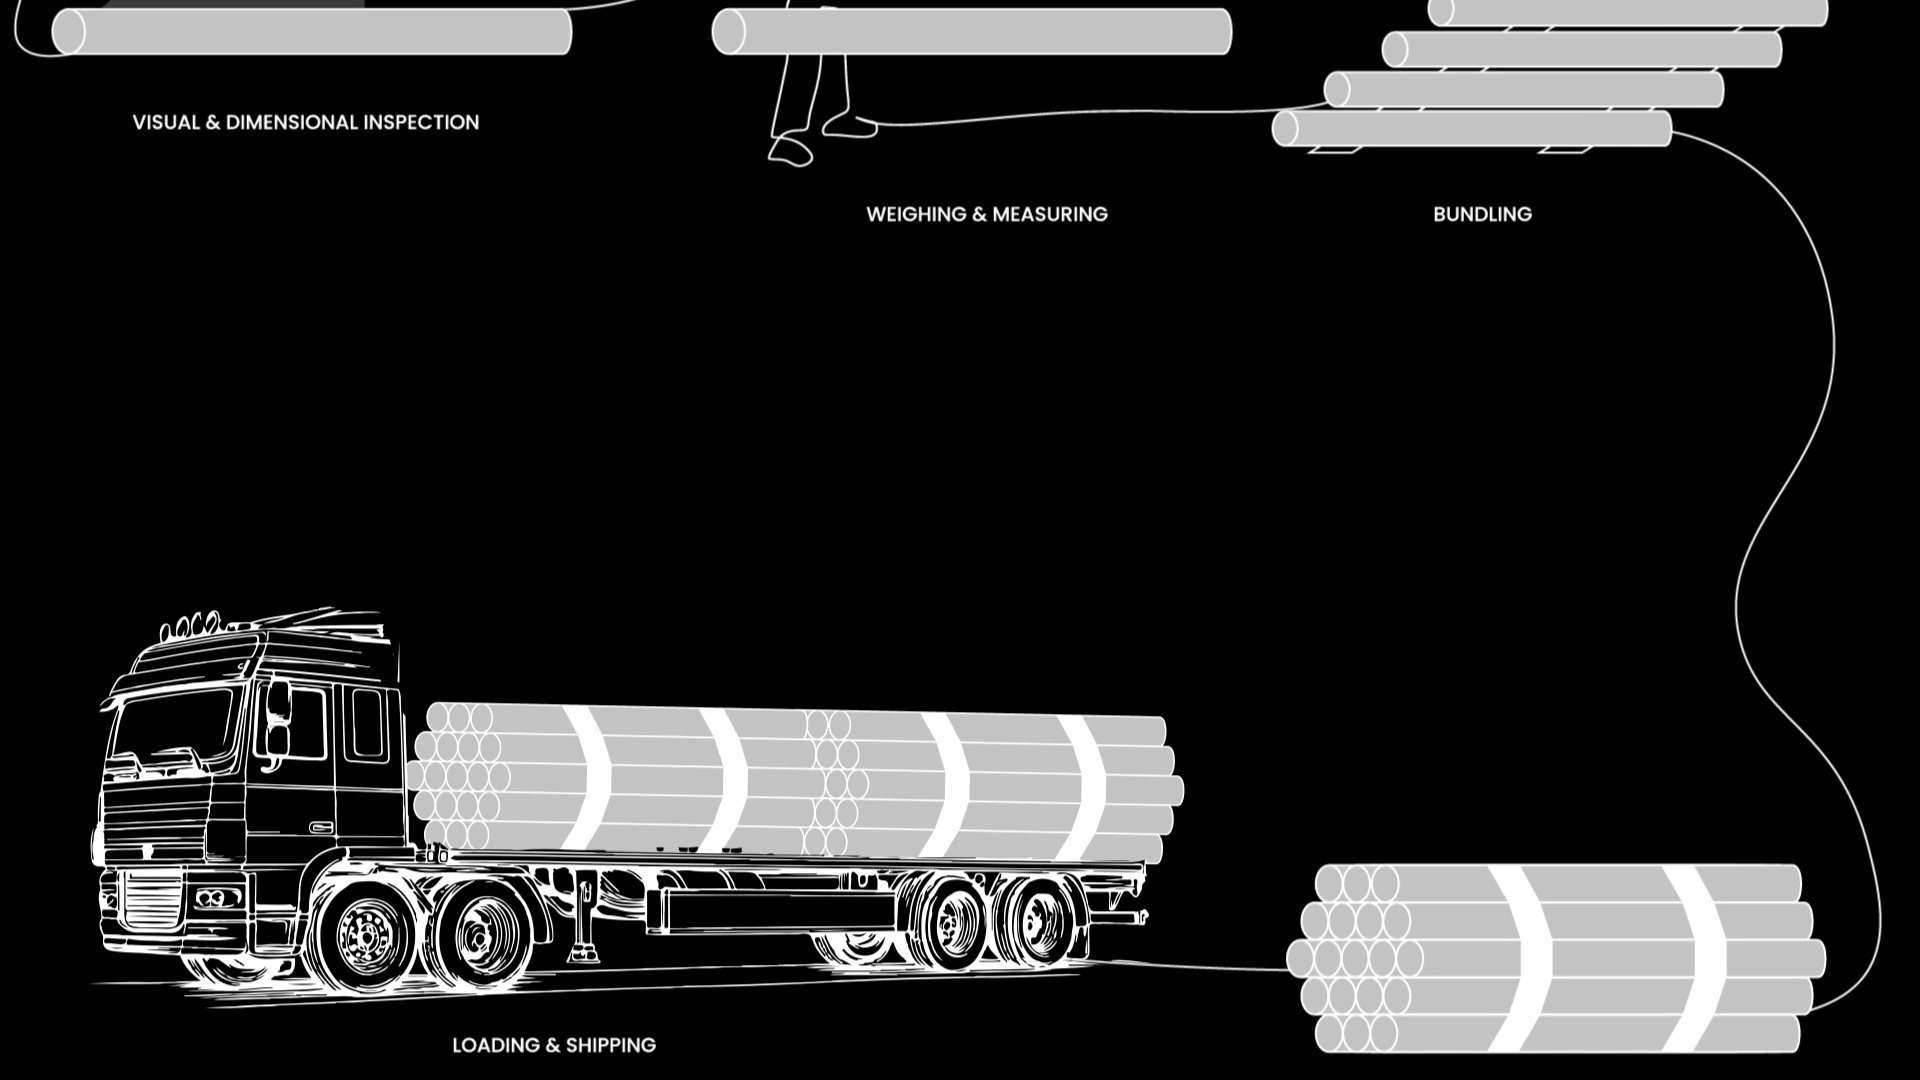 VISUAL & DIMENSIONAL INSPECTION
WEIGHING & MEASURING
BUNDLING
LOADING & SHIPPING